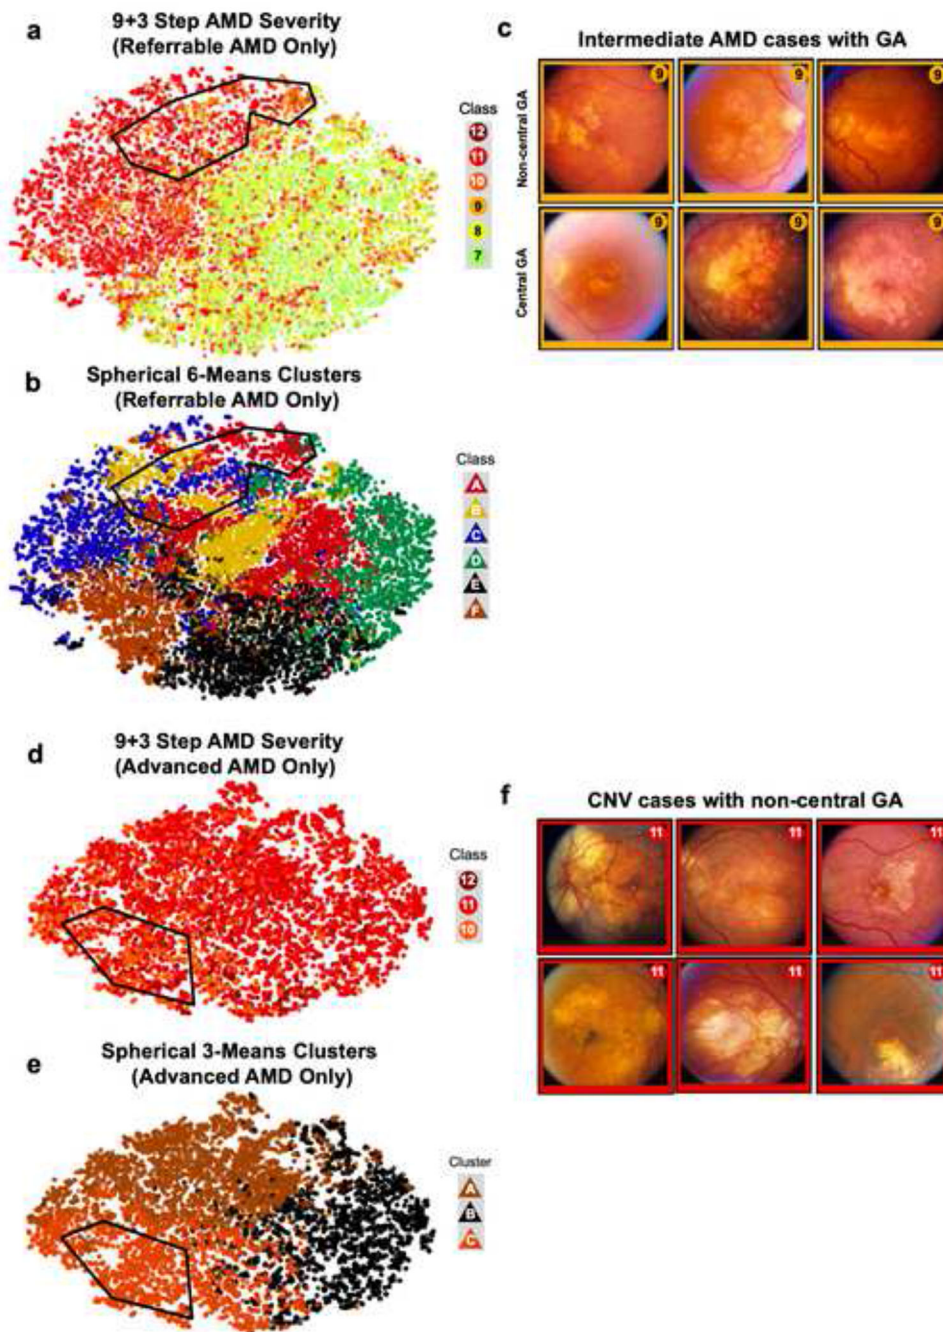 a
9+3 Step AMD Severity
(Referrable AMD Only)
Class
12
11
10
9
8
7
b
Spherical 6-Means Clusters
(Referrable AMD Only)
Class
A
B
C
D
E
F
c
Intermediate AMD cases with GA
Non-central GA
9
9
9
Central GA
9
9
9
d
9+3 Step AMD Severity
(Advanced AMD Only)
Class
12
11
10
e
Spherical 3-Means Clusters
(Advanced AMD Only)
Cluster
A
B
C
f
CNV cases with non-central GA
11
11
11
11
11
11